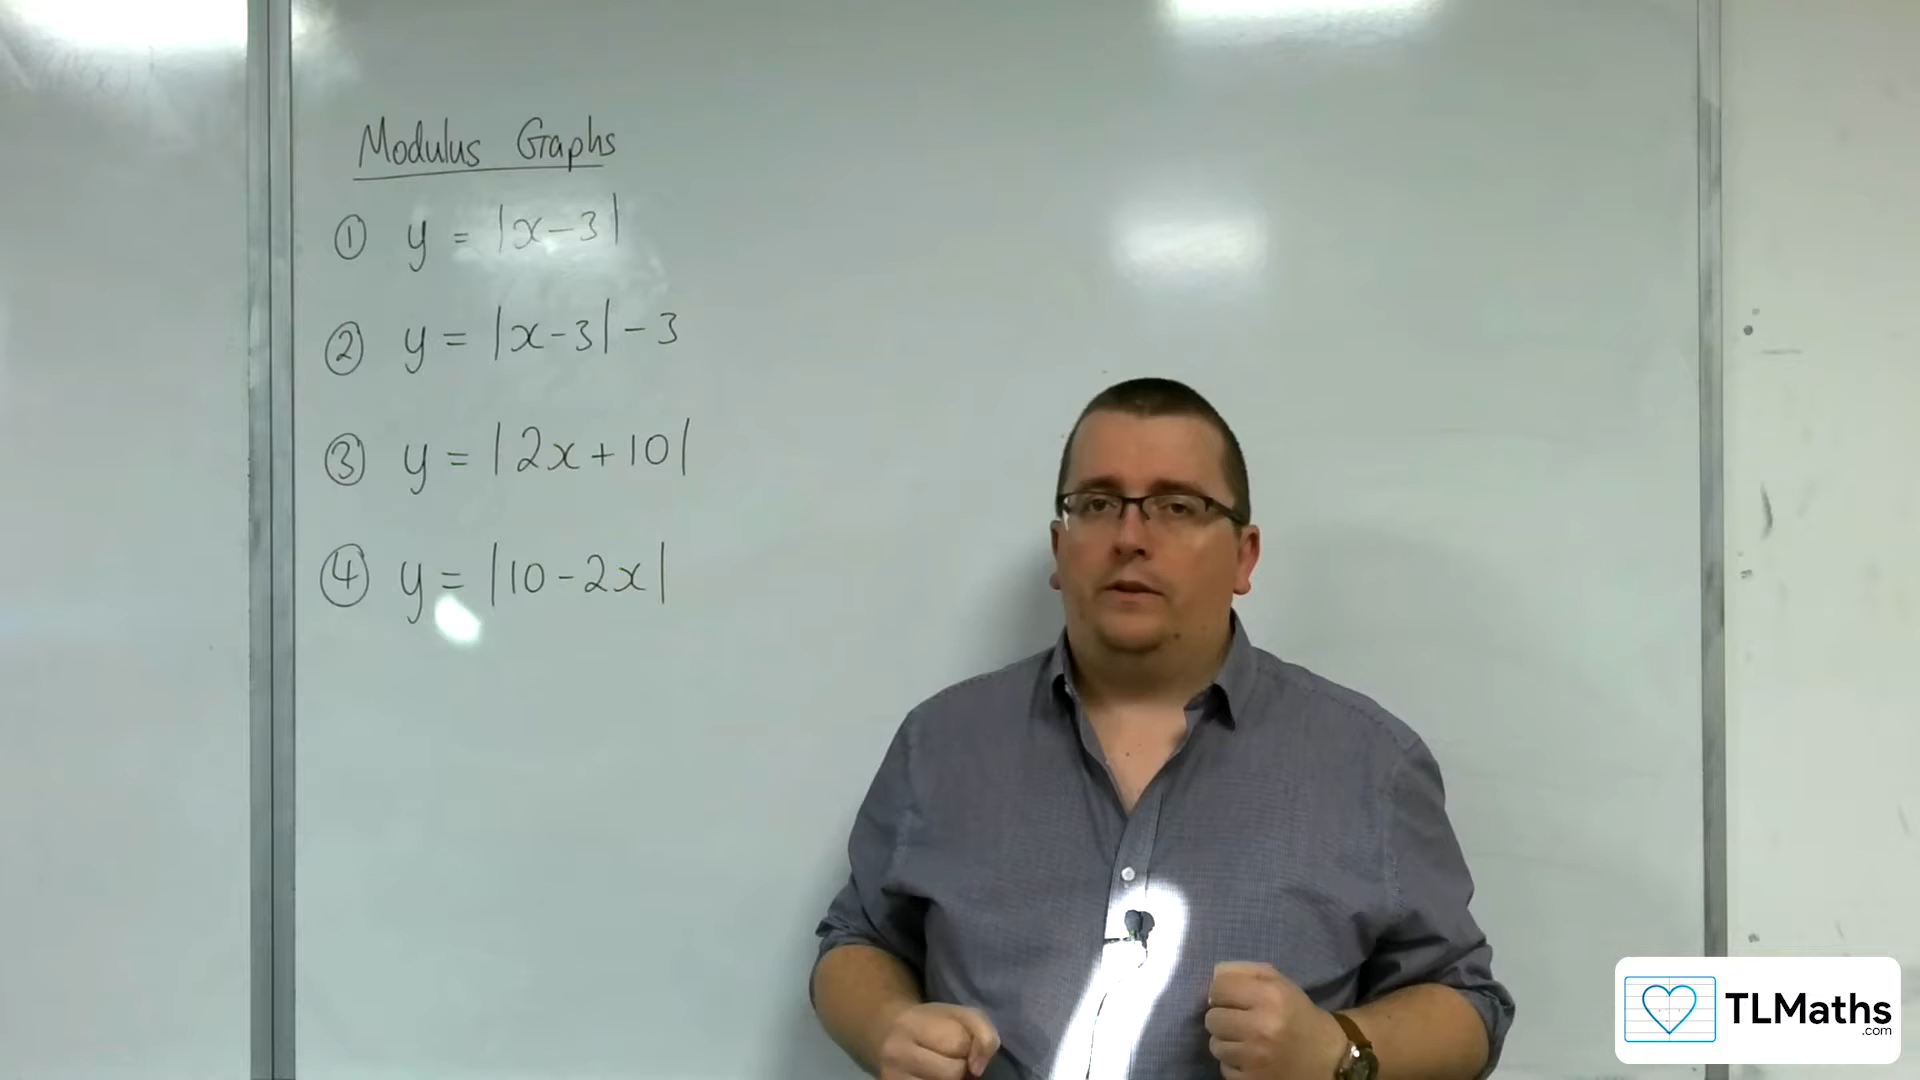 Modulus Graphs
① y = |x-3|
② y = |x-3| - 3
③ y = |2x+10|
④ y = |10-2x|
TLMaths
.com